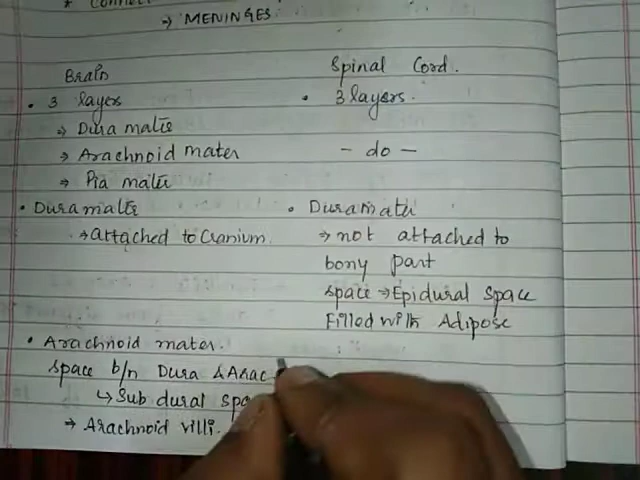 * Connect
→ MENINGES
Brain
• 3 layers
→ Dura mater
→ Arachnoid mater
→ Pia mater
• Dura mater
→ attached to Cranium.
• Arachnoid mater.
space b/n Dura & Arac
↳ Sub dural spa
→ Arachnoid villi.
Spinal Cord.
• 3 layers.
- do -
• Dura mater
→ not attached to
bony part
space → Epidural space
Filled with Adipose